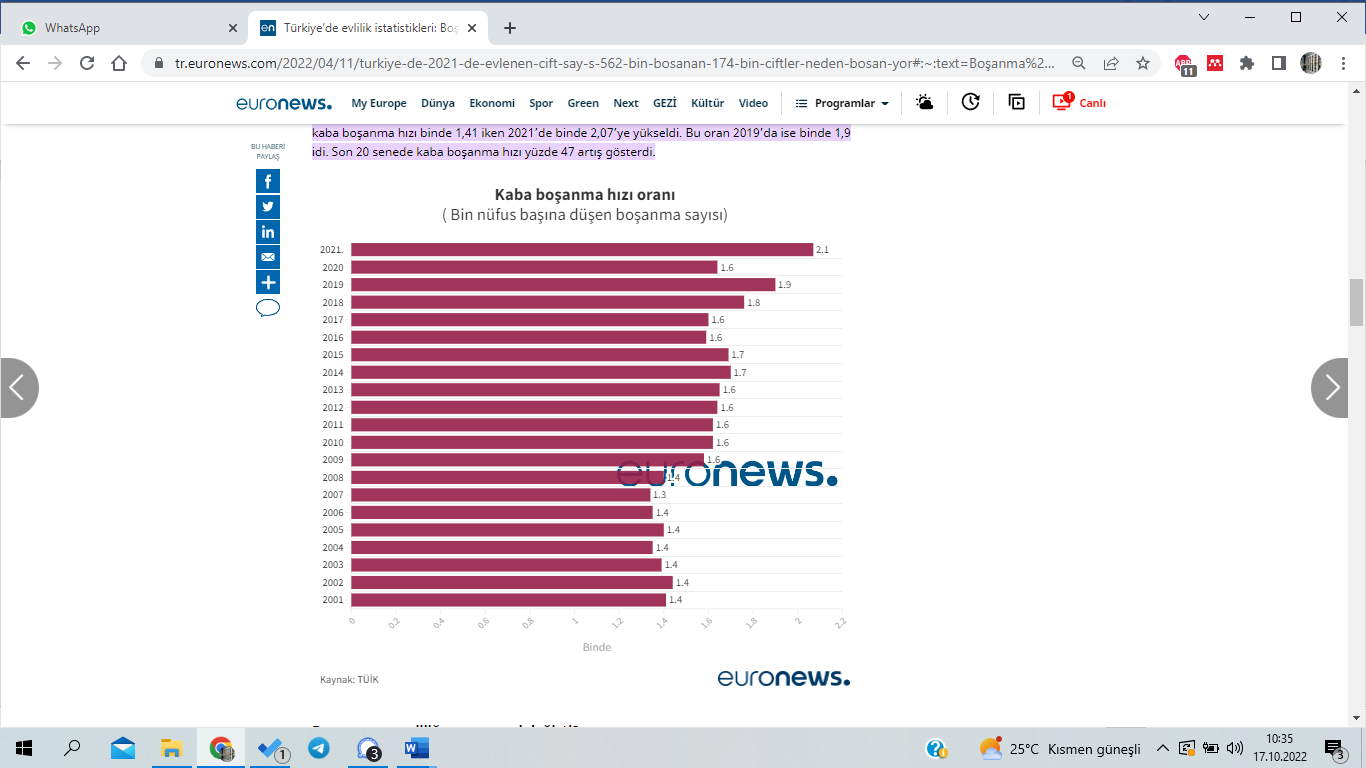 WhatsApp
en
Türkiye’de evlilik istatistikleri: Boş
tr.euronews.com/2022/04/11/turkiye-de-2021-de-evlenen-cift-say-s-562-bin-bosanan-174-bin-ciftler-neden-bosan-yor#:~:text=Boşanma%2...
ABP
11
euronews.
My Europe
Dünya
Ekonomi
Spor
Green
Next
GEZİ
Kültür
Video
Programlar
1
Canlı
kaba boşanma hızı binde 1,41 iken 2021’de binde 2,07’ye yükseldi. Bu oran 2019’da ise binde 1,9
idi. Son 20 senede kaba boşanma hızı yüzde 47 artış gösterdi.
BU HABERİ
PAYLAŞ
Kaba boşanma hızı oranı
( Bin nüfus başına düşen boşanma sayısı)
2021. 2.1
2020 1.6
2019 1.9
2018 1.8
2017 1.6
2016 1.6
2015 1.7
2014 1.7
2013 1.6
2012 1.6
2011 1.6
2010 1.6
2009 1.6
2008 1.4
euronews.
2007 1.3
2006 1.4
2005 1.4
2004 1.4
2003 1.4
2002 1.4
2001 1.4
0 0.2 0.4 0.6 0.8 1 1.2 1.4 1.6 1.8 2 2.2
Binde
Kaynak: TÜİK
euronews.
1
3
W
25°C Kısmen güneşli
10:35
17.10.2022
3